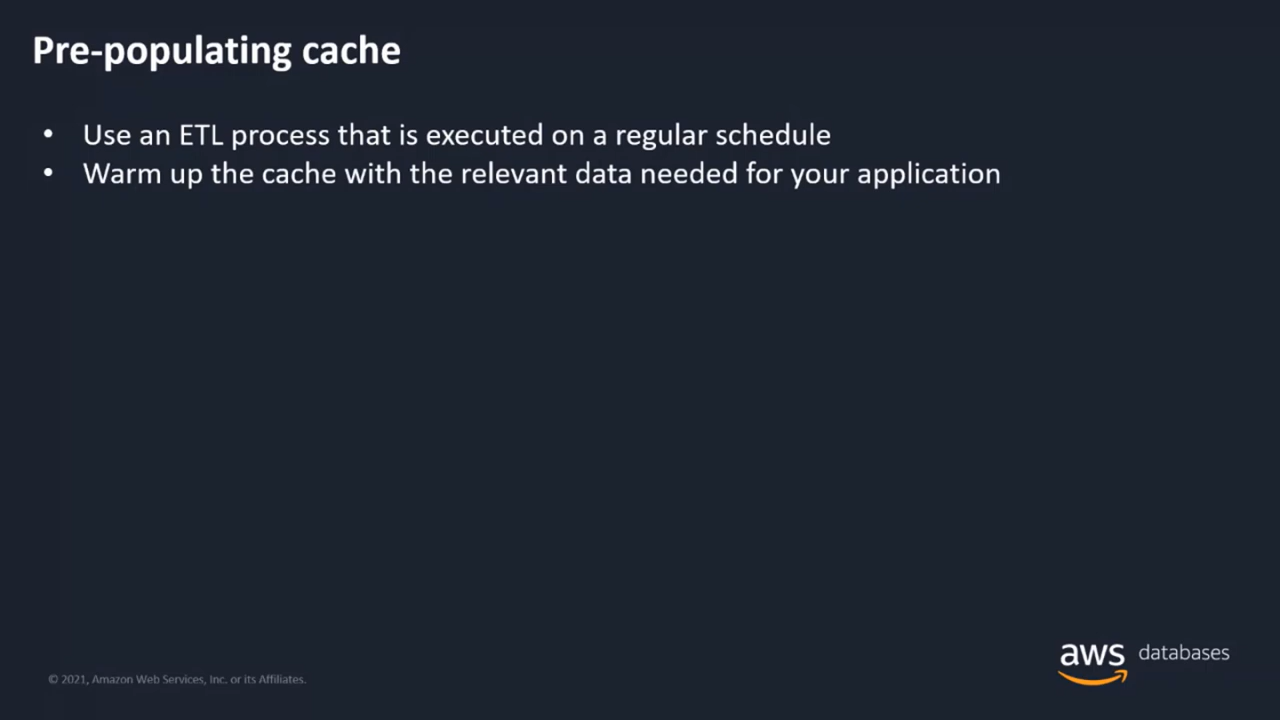 Pre-populating cache
• Use an ETL process that is executed on a regular schedule
• Warm up the cache with the relevant data needed for your application
aws databases
© 2021, Amazon Web Services, Inc. or its Affiliates.